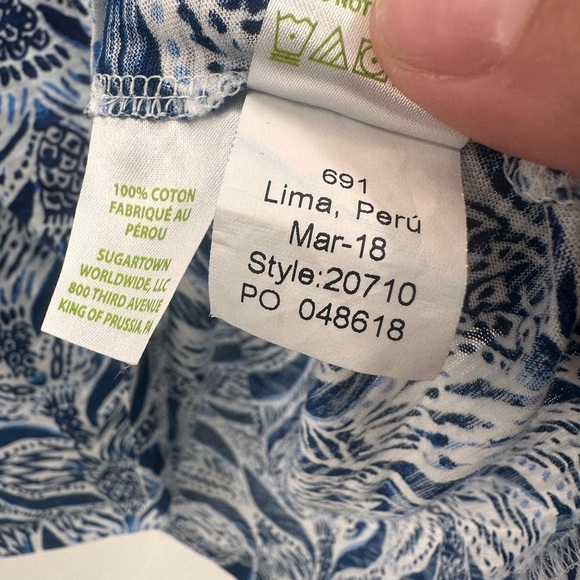 O NOT
100% COTON
FABRIQUÉ AU
PÉROU
SUGARTOWN
WORLDWIDE, LLC
800 THIRD AVENUE
KING OF PRUSSIA, PA
691
Lima, Perú
Mar-18
Style:20710
PO 048618